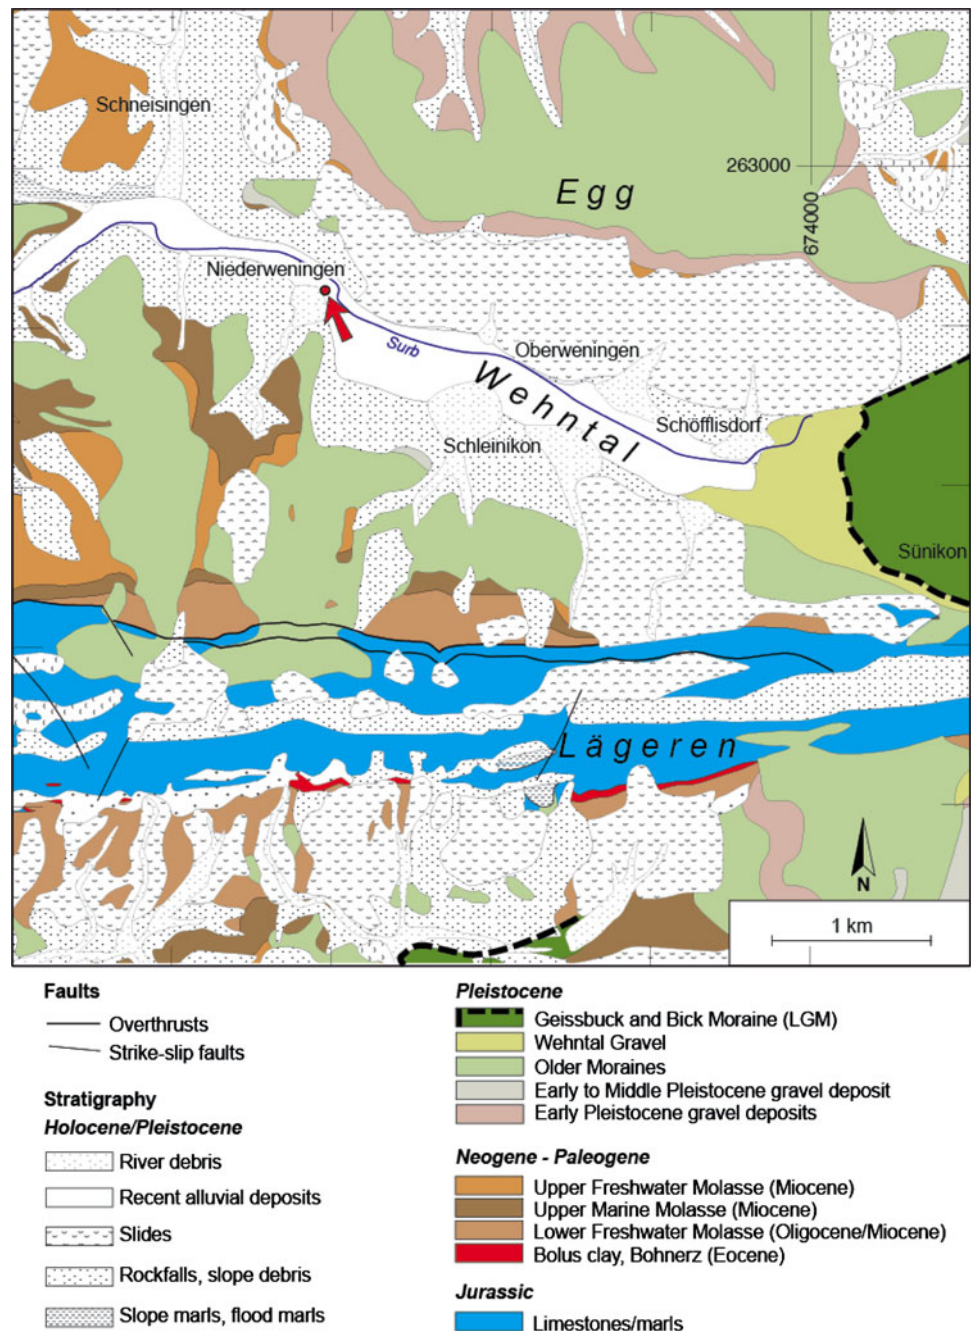 Schneisingen
263000
Egg
674000
Niederweningen
Surb
Oberweningen
Wehntal
Schöfflisdorf
Schleinikon
Sünikon
Lägeren
N
1 km
Faults
Overthrusts
Strike-slip faults
Stratigraphy
Holocene/Pleistocene
River debris
Recent alluvial deposits
Slides
Rockfalls, slope debris
Slope marls, flood marls
Pleistocene
Geissbuck and Bick Moraine (LGM)
Wehntal Gravel
Older Moraines
Early to Middle Pleistocene gravel deposit
Early Pleistocene gravel deposits
Neogene - Paleogene
Upper Freshwater Molasse (Miocene)
Upper Marine Molasse (Miocene)
Lower Freshwater Molasse (Oligocene/Miocene)
Bolus clay, Bohnerz (Eocene)
Jurassic
Limestones/marls